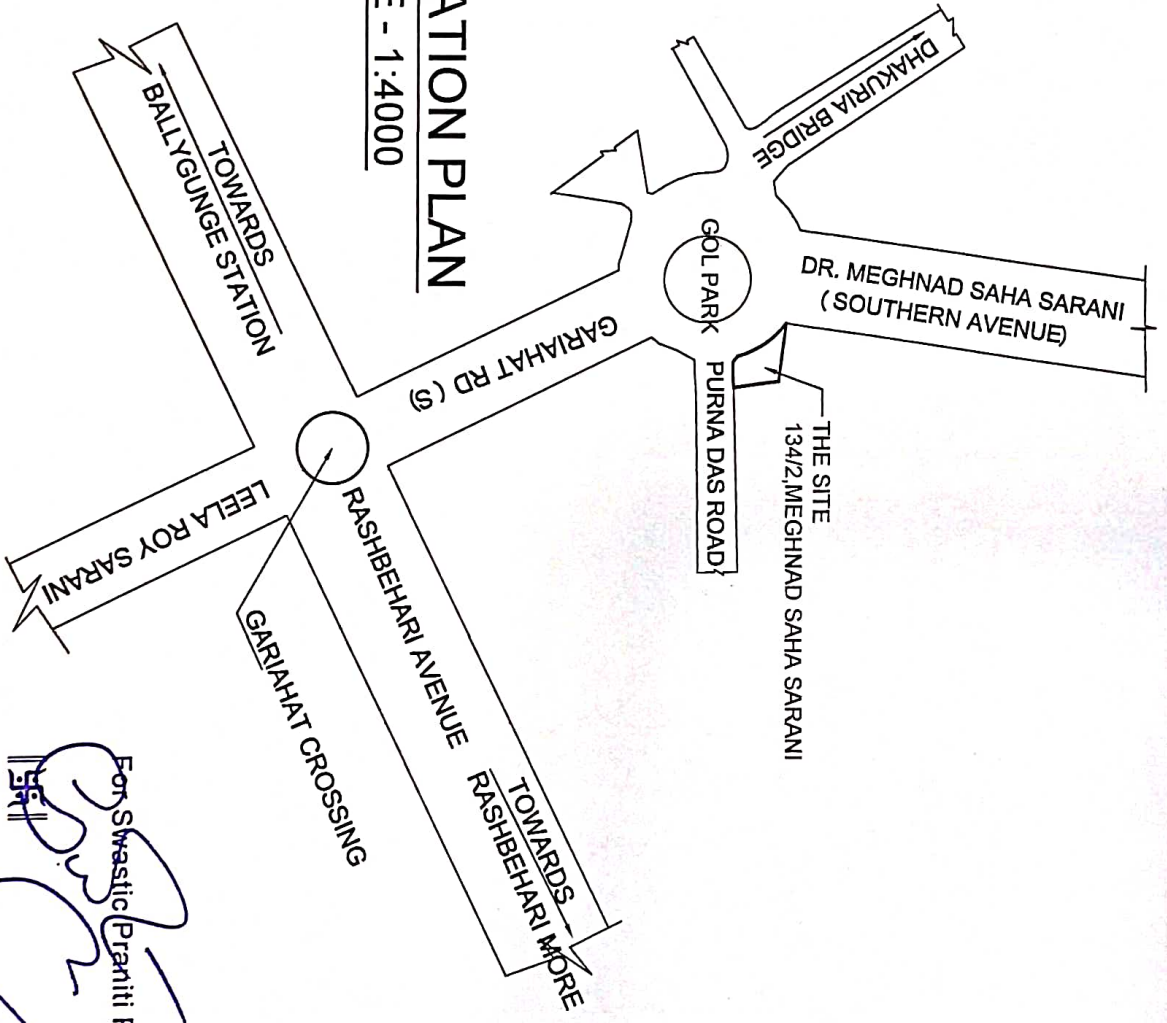 ATION PLAN
E - 1:4000
DHAKURIA BRIDGE
GOL PARK
DR. MEGHNAD SAHA SARANI
(SOUTHERN AVENUE)
PURNA DAS ROAD
THE SITE
134/2,MEGHNAD SAHA SARANI
GARIAHAT RD (S)
TOWARDS
BALLYGUNGE STATION
LEELA ROY SARANI
RASHBEHARI AVENUE
GARIAHAT CROSSING
TOWARDS
RASHBEHARI MORE
For Swastic Praniti